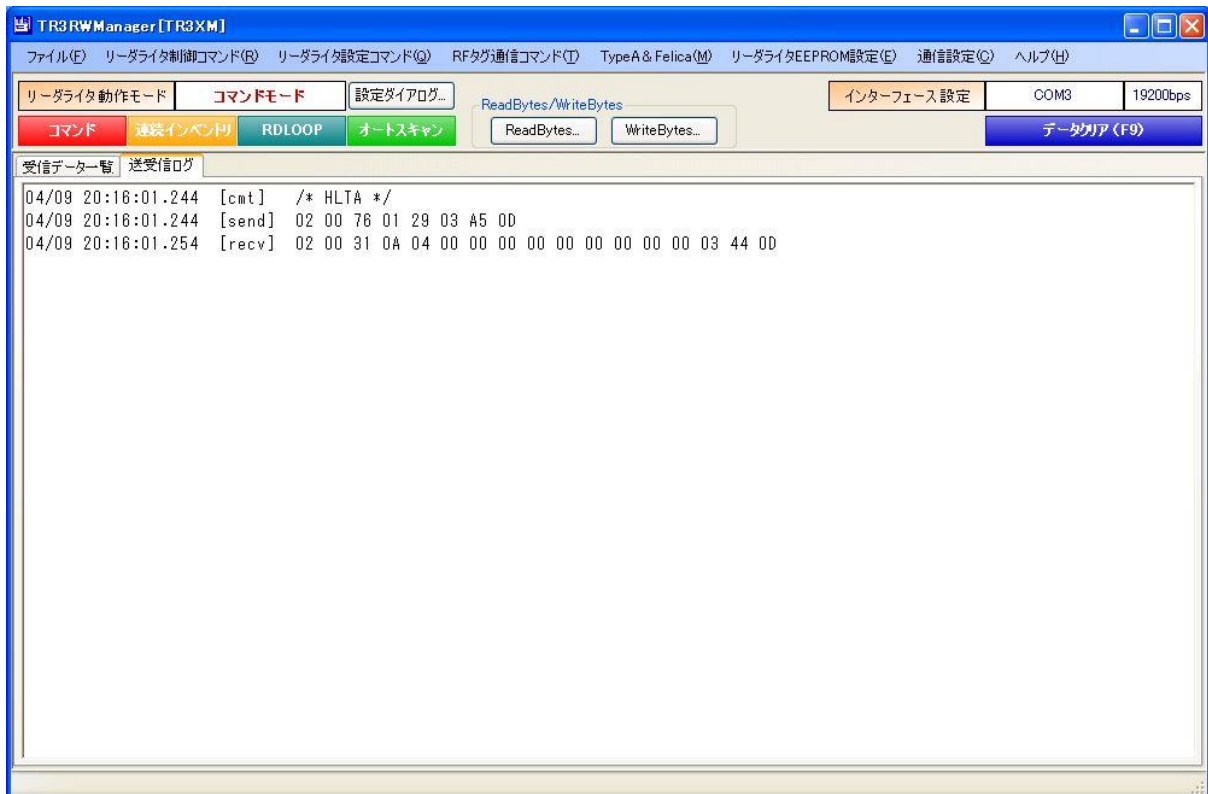 TR3RWManager[TR3XM]
ファイル(F) リーダライタ制御コマンド(R) リーダライタ設定コマンド(Q) RFタグ通信コマンド(T) TypeA&Felica(M) リーダライタEEPROM設定(E) 通信設定(C) ヘルプ(H)
リーダライタ動作モード コマンドモード 設定ダイアログ... ReadBytes/WriteBytes インターフェース設定 COM3 19200bps
コマンド 連続インベントリ RDLOOP オートスキャン ReadBytes... WriteBytes... データクリア(F9)
受信データ一覧 送受信ログ
04/09 20:16:01.244 [cmt] /* HLTA */
04/09 20:16:01.244 [send] 02 00 76 01 29 03 A5 0D
04/09 20:16:01.254 [recv] 02 00 31 0A 04 00 00 00 00 00 00 00 00 00 03 44 0D